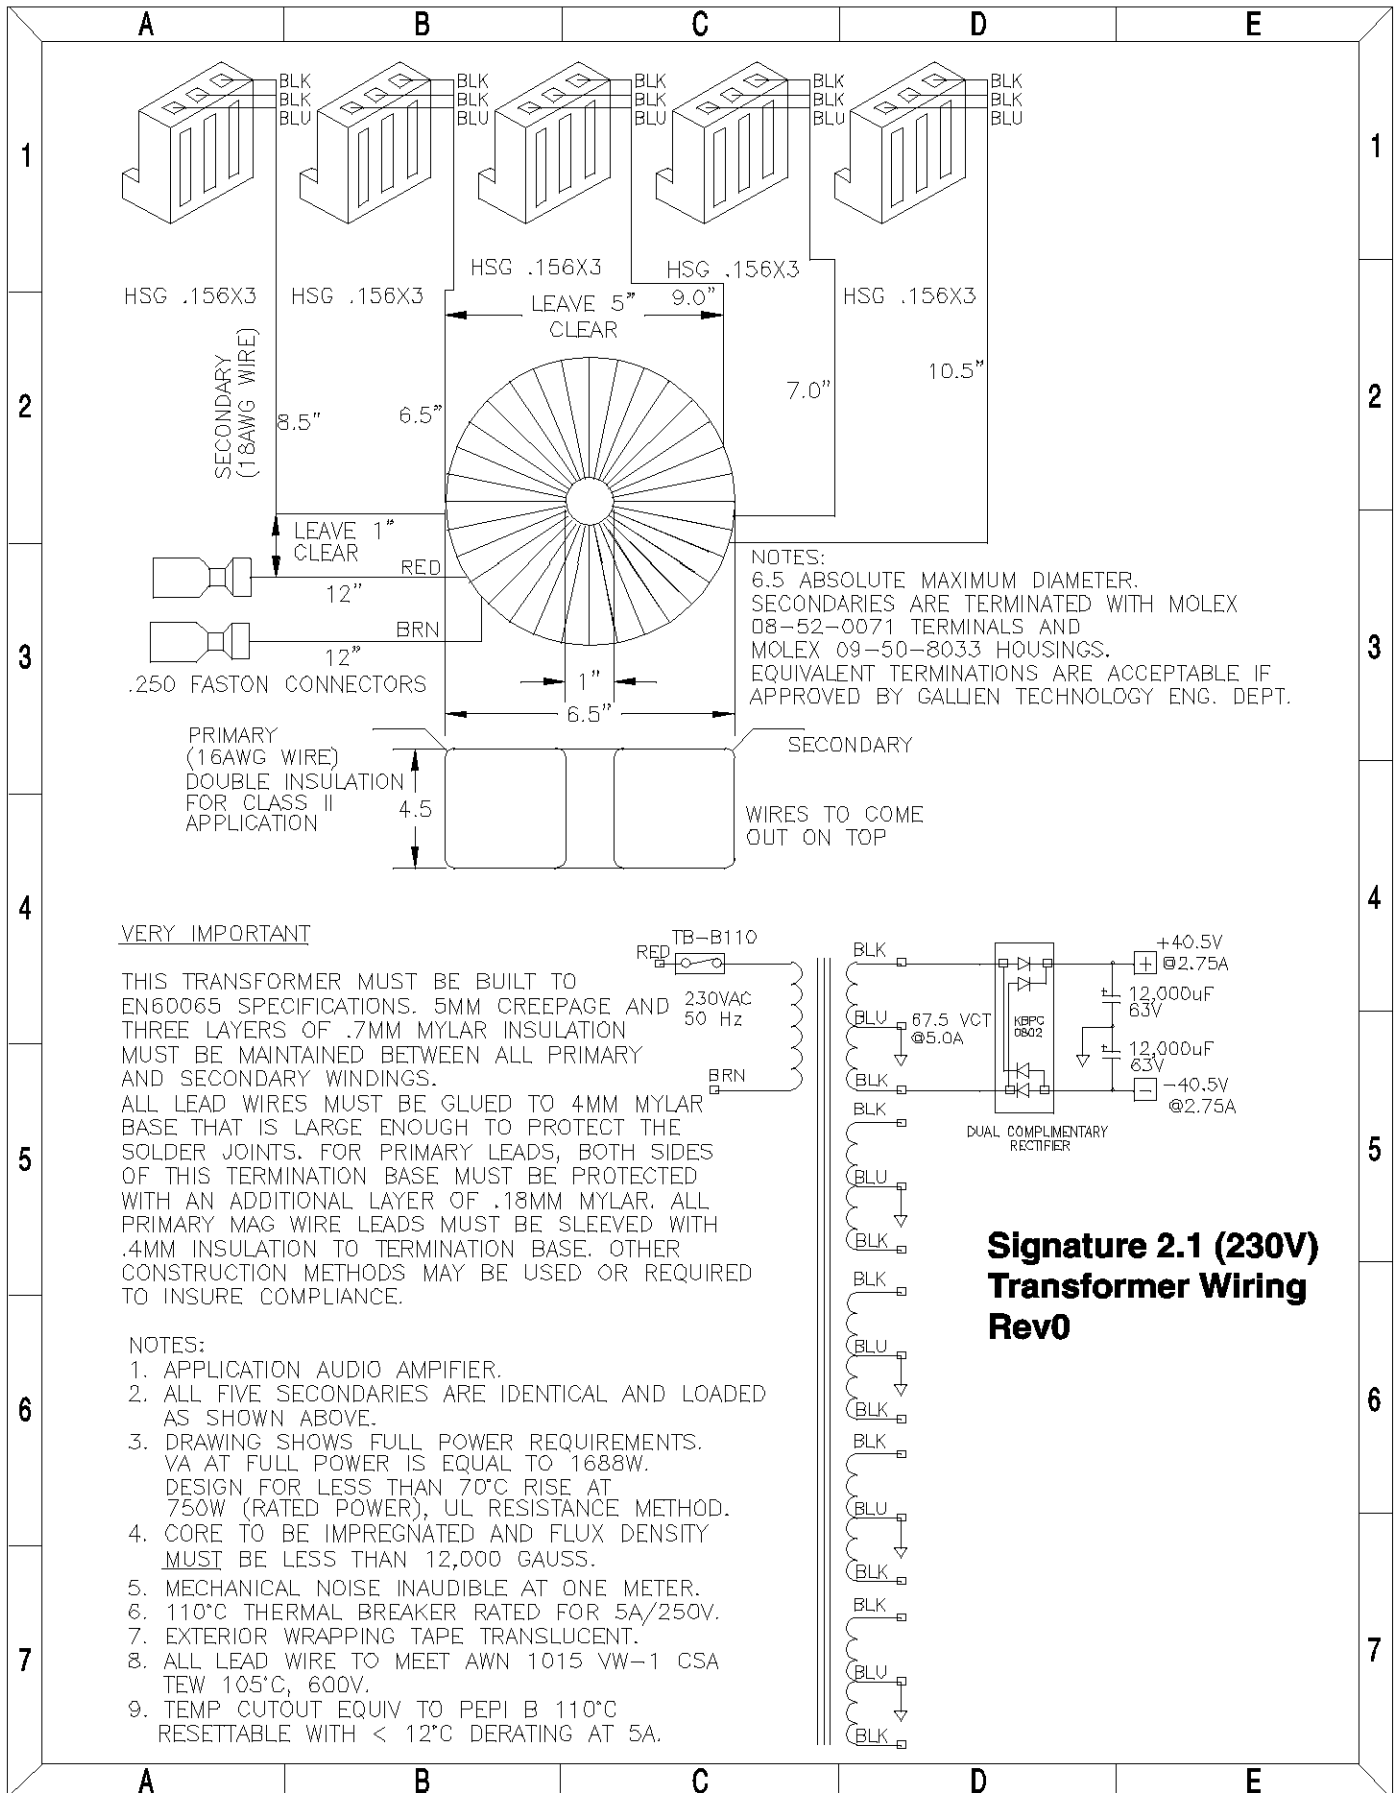 A B C D E
1 1
BLK
BLK
BLU
BLK
BLK
BLU
BLK
BLK
BLU
BLK
BLK
BLU
BLK
BLK
BLU
HSG .156X3
HSG .156X3
HSG .156X3
HSG .156X3
HSG .156X3
LEAVE 5"
CLEAR
9.0"
SECONDARY
(18AWG WIRE)
2 2
8.5"
6.5"
7.0"
10.5"
LEAVE 1"
CLEAR
RED
12"
BRN
12"
.250 FASTON CONNECTORS
1"
6.5"
3 3
NOTES:
6.5 ABSOLUTE MAXIMUM DIAMETER.
SECONDARIES ARE TERMINATED WITH MOLEX
08-52-0071 TERMINALS AND
MOLEX 09-50-8033 HOUSINGS.
EQUIVALENT TERMINATIONS ARE ACCEPTABLE IF
APPROVED BY GALLIEN TECHNOLOGY ENG. DEPT.
PRIMARY
(16AWG WIRE)
DOUBLE INSULATION
FOR CLASS II
APPLICATION
4.5
SECONDARY
WIRES TO COME
OUT ON TOP
4 4
VERY IMPORTANT
THIS TRANSFORMER MUST BE BUILT TO
EN60065 SPECIFICATIONS. 5MM CREEPAGE AND
THREE LAYERS OF .7MM MYLAR INSULATION
MUST BE MAINTAINED BETWEEN ALL PRIMARY
AND SECONDARY WINDINGS.
ALL LEAD WIRES MUST BE GLUED TO 4MM MYLAR
BASE THAT IS LARGE ENOUGH TO PROTECT THE
SOLDER JOINTS. FOR PRIMARY LEADS, BOTH SIDES
OF THIS TERMINATION BASE MUST BE PROTECTED
WITH AN ADDITIONAL LAYER OF .18MM MYLAR. ALL
PRIMARY MAG WIRE LEADS MUST BE SLEEVED WITH
.4MM INSULATION TO TERMINATION BASE. OTHER
CONSTRUCTION METHODS MAY BE USED OR REQUIRED
TO INSURE COMPLIANCE.
TB-B110
RED
230VAC
50 Hz
BRN
BLK
BLU
67.5 VCT
@5.0A
BLK
KBPC
0802
+40.5V
+ @2.75A
+ 12,000uF
63V
+ 12,000uF
63V
- -40.5V
@2.75A
DUAL COMPLIMENTARY
RECTIFIER
5 5
BLK
BLU
BLK
Signature 2.1 (230V)
Transformer Wiring
Rev0
BLK
BLU
BLK
NOTES:
1. APPLICATION AUDIO AMPIFIER.
2. ALL FIVE SECONDARIES ARE IDENTICAL AND LOADED
AS SHOWN ABOVE.
3. DRAWING SHOWS FULL POWER REQUIREMENTS.
VA AT FULL POWER IS EQUAL TO 1688W.
DESIGN FOR LESS THAN 70°C RISE AT
750W (RATED POWER), UL RESISTANCE METHOD.
4. CORE TO BE IMPREGNATED AND FLUX DENSITY
MUST BE LESS THAN 12,000 GAUSS.
5. MECHANICAL NOISE INAUDIBLE AT ONE METER.
6. 110°C THERMAL BREAKER RATED FOR 5A/250V.
7. EXTERIOR WRAPPING TAPE TRANSLUCENT.
8. ALL LEAD WIRE TO MEET AWN 1015 VW-1 CSA
TEW 105°C, 600V.
9. TEMP CUTOUT EQUIV TO PEPI B 110°C
RESETTABLE WITH < 12°C DERATING AT 5A.
6 6
BLK
BLU
BLK
BLK
BLU
BLK
7 7
A B C D E